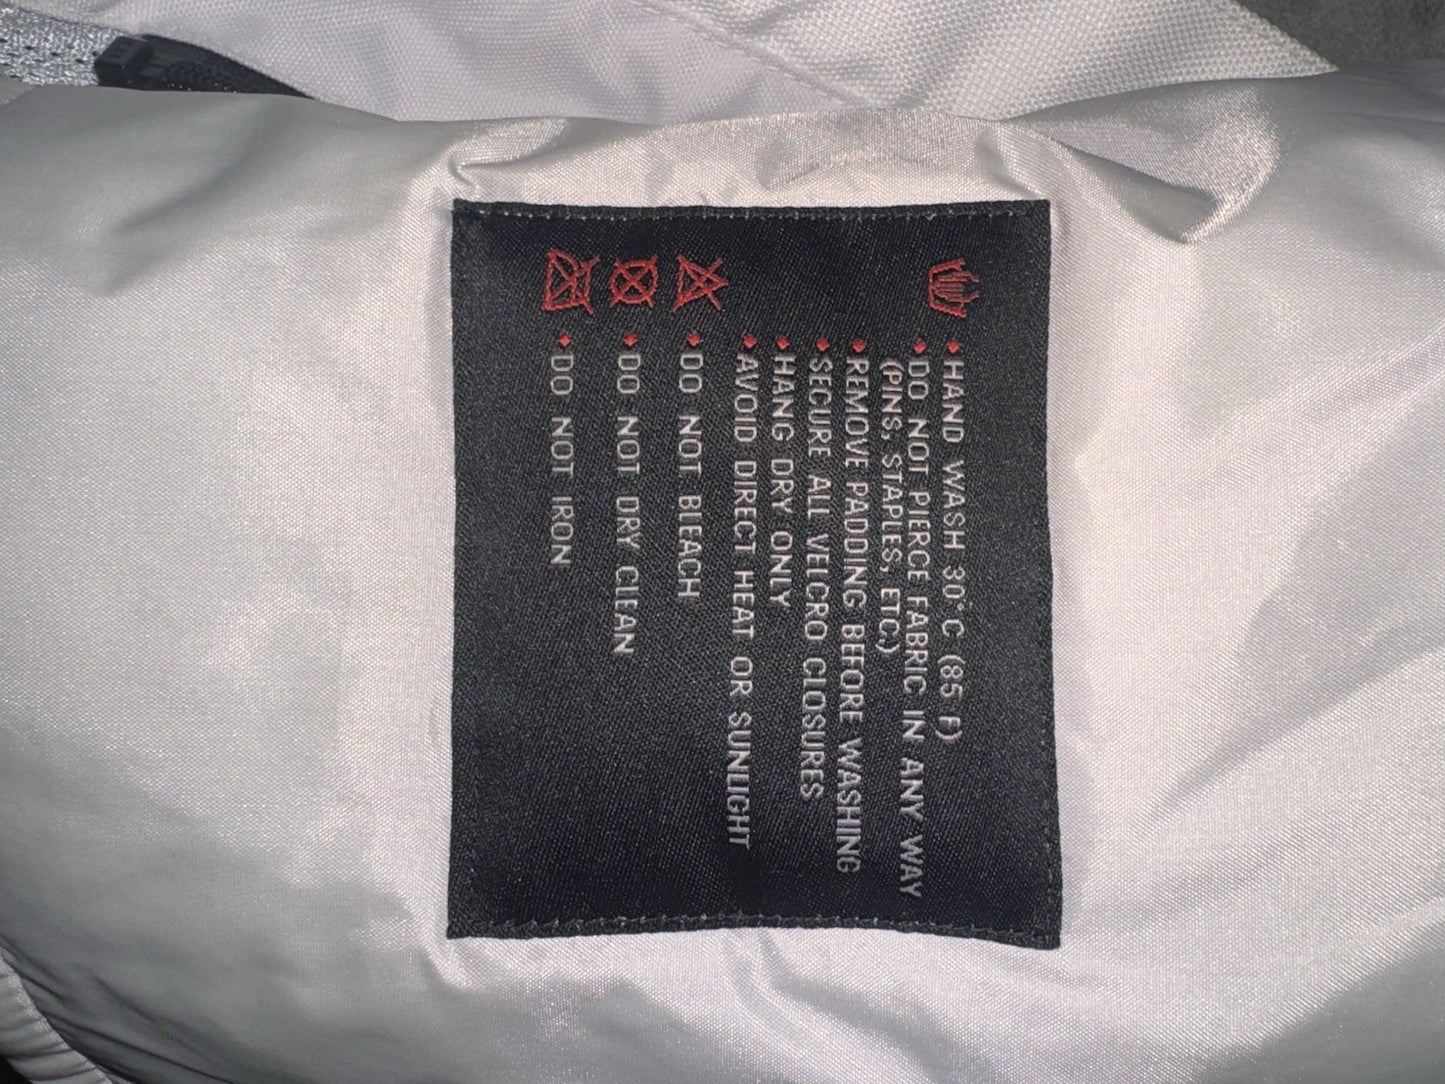 • HAND WASH 30°C (85 F)
• DO NOT PIERCE FABRIC IN ANY WAY
(PINS, STAPLES, ETC.)
• REMOVE PADDING BEFORE WASHING
• SECURE ALL VELCRO CLOSURES
• HANG DRY ONLY
• AVOID DIRECT HEAT OR SUNLIGHT
• DO NOT BLEACH
• DO NOT DRY CLEAN
• DO NOT IRON